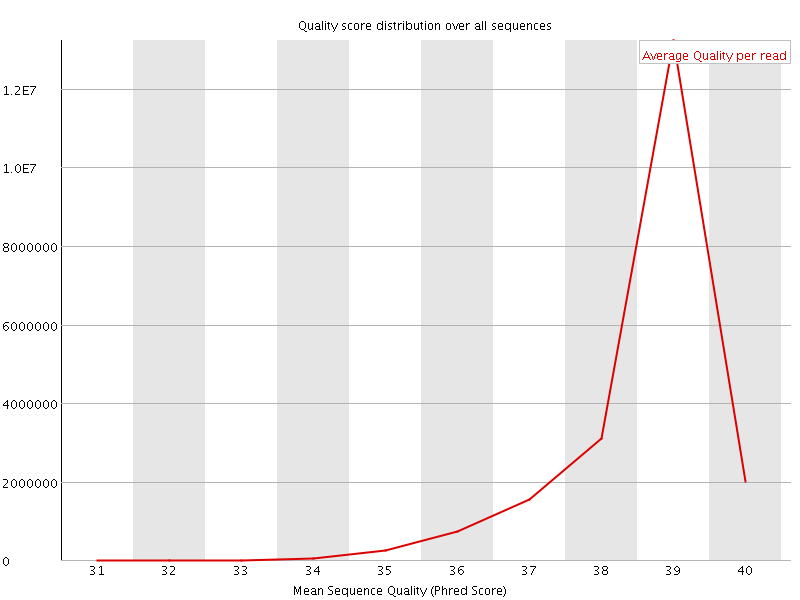 Quality score distribution over all sequences
Average Quality per read
1.2E7
1.0E7
8000000
6000000
4000000
2000000
0
31 32 33 34 35 36 37 38 39 40
Mean Sequence Quality (Phred Score)